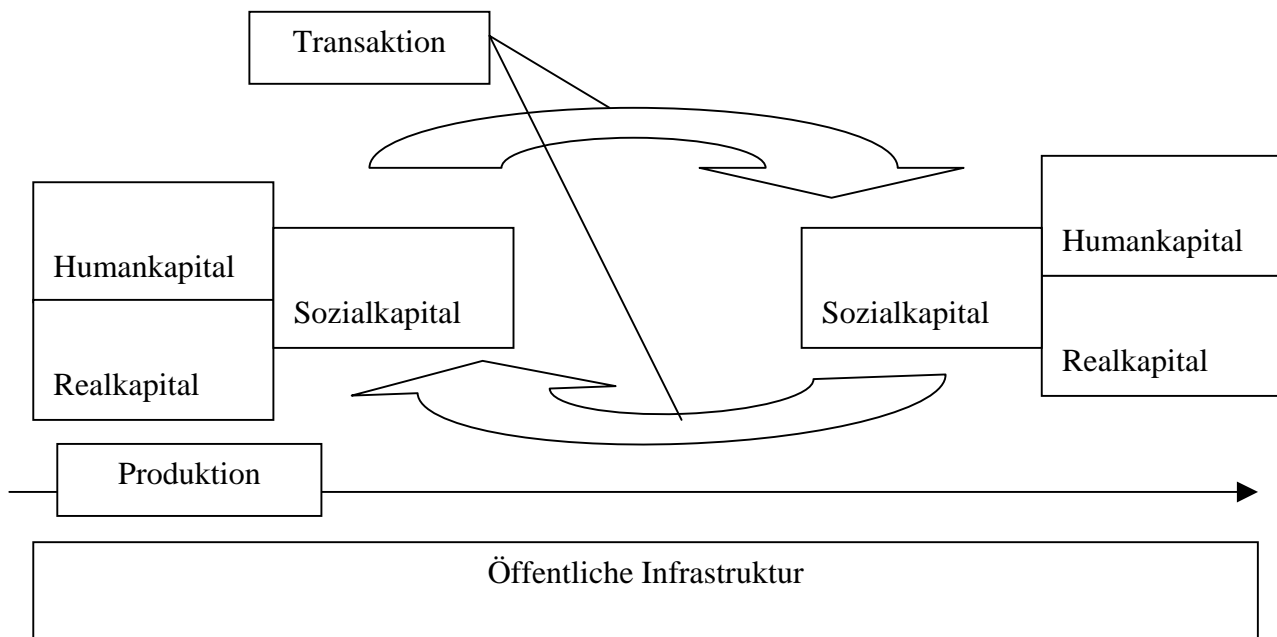 Transaktion
Humankapital
Sozialkapital
Realkapital
Sozialkapital
Humankapital
Realkapital
Produktion
Öffentliche Infrastruktur